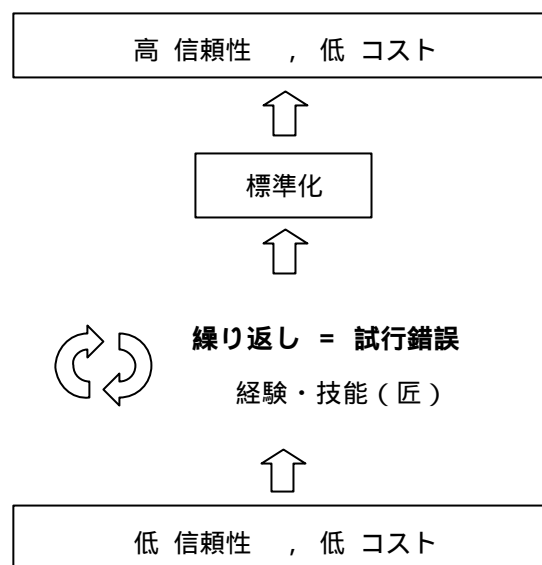 高 信頼性 , 低 コスト
標準化
繰り返し = 試行錯誤
経験・技能(匠)
低 信頼性 , 低 コスト